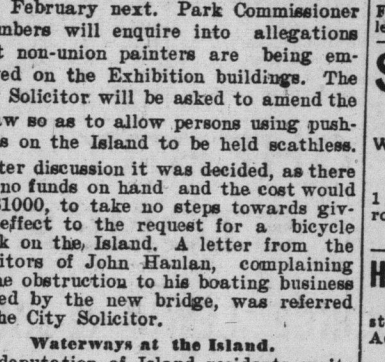 February next. Park Commissioner
mbers will enquire into allegations
t non-union painters are being em-
ed on the Exhibition buildings. The
Solicitor will be asked to amend the
aw so as to allow persons using push-
s on the Island to be held scathless.
ter discussion it was decided, as there
no funds on hand and the cost would
$1000, to take no steps towards giv-
effect to the request for a bicycle
k on the Island. A letter from the
itors of John Hanlan, complaining
he obstruction to his boating business
ed by the new bridge, was referred
he City Solicitor.
Waterways at the Island.